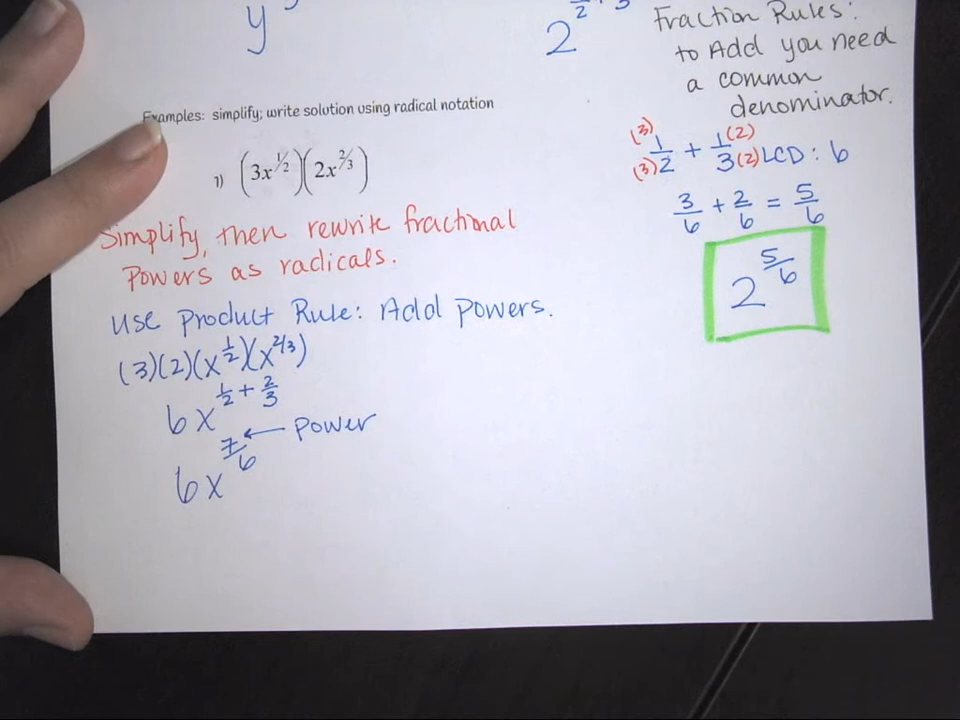 y
2
Fraction Rules:
to Add you need
a common
denominator.
Examples: simplify; write solution using radical notation
(3) 1/2 (3) + 1/3 (2) (2) LCD: 6
1) (3x^1/2)(2x^2/3)
3/6 + 2/6 = 5/6
Simplify, then rewrite fractional
Powers as radicals.
2^5/6
Use Product Rule: Add Powers.
(3)(2)(x^1/2)(x^2/3)
6x^1/2 + 2/3
6x^7/6 ← Power